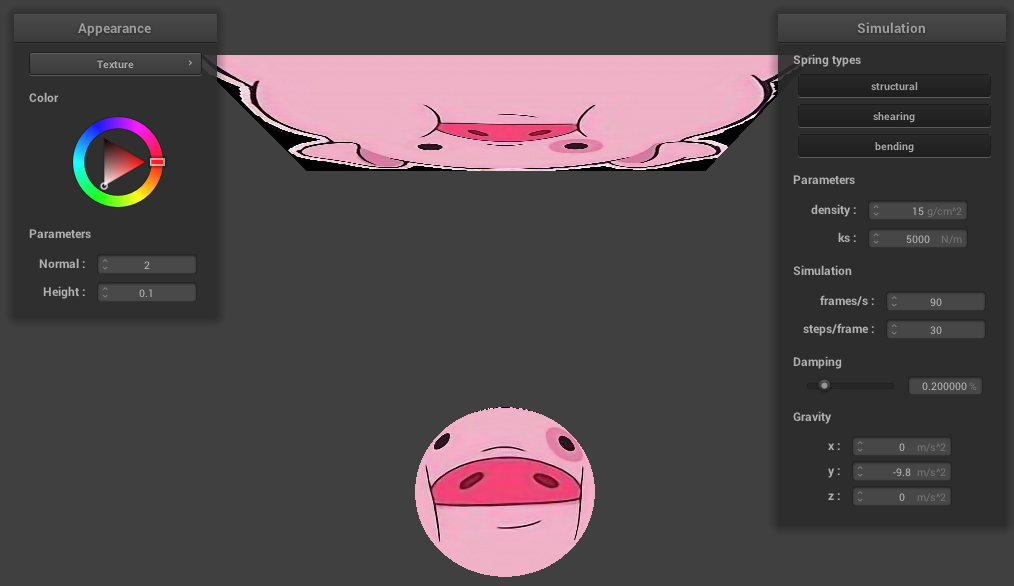 Appearance
Texture
Color
Parameters
Normal :
2
Height :
0.1
Simulation
Spring types
structural
shearing
bending
Parameters
density :
15 g/cm^2
ks :
5000 N/m
Simulation
frames/s :
90
steps/frame :
30
Damping
0.200000 %
Gravity
x :
0 m/s^2
y :
-9.8 m/s^2
z :
0 m/s^2